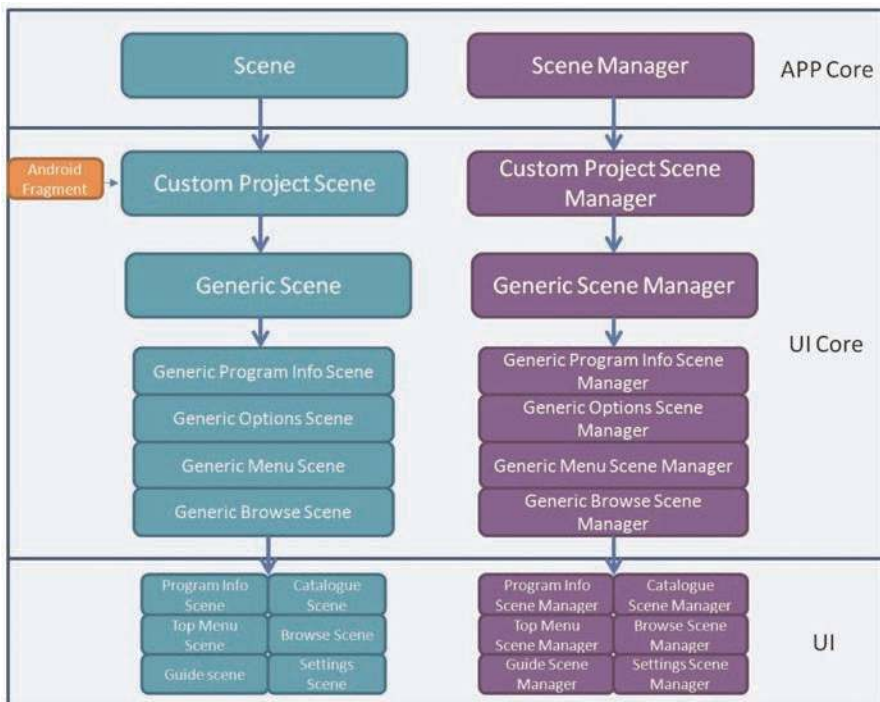 Scene
Scene Manager
APP Core
Android
Fragment
Custom Project Scene
Custom Project Scene
Manager
Generic Scene
Generic Scene Manager
UI Core
Generic Program Info Scene
Generic Options Scene
Generic Menu Scene
Generic Browse Scene
Generic Program Info Scene
Manager
Generic Options Scene
Manager
Generic Menu Scene Manager
Generic Browse Scene
Manager
Program Info
Scene
Catalogue
Scene
Top Menu
Scene
Browse Scene
Guide scene
Settings
Scene
Program Info
Scene Manager
Catalogue
Scene Manager
Top Menu
Scene Manager
Browse Scene
Manager
Guide Scene
Manager
Settings Scene
Manager
UI